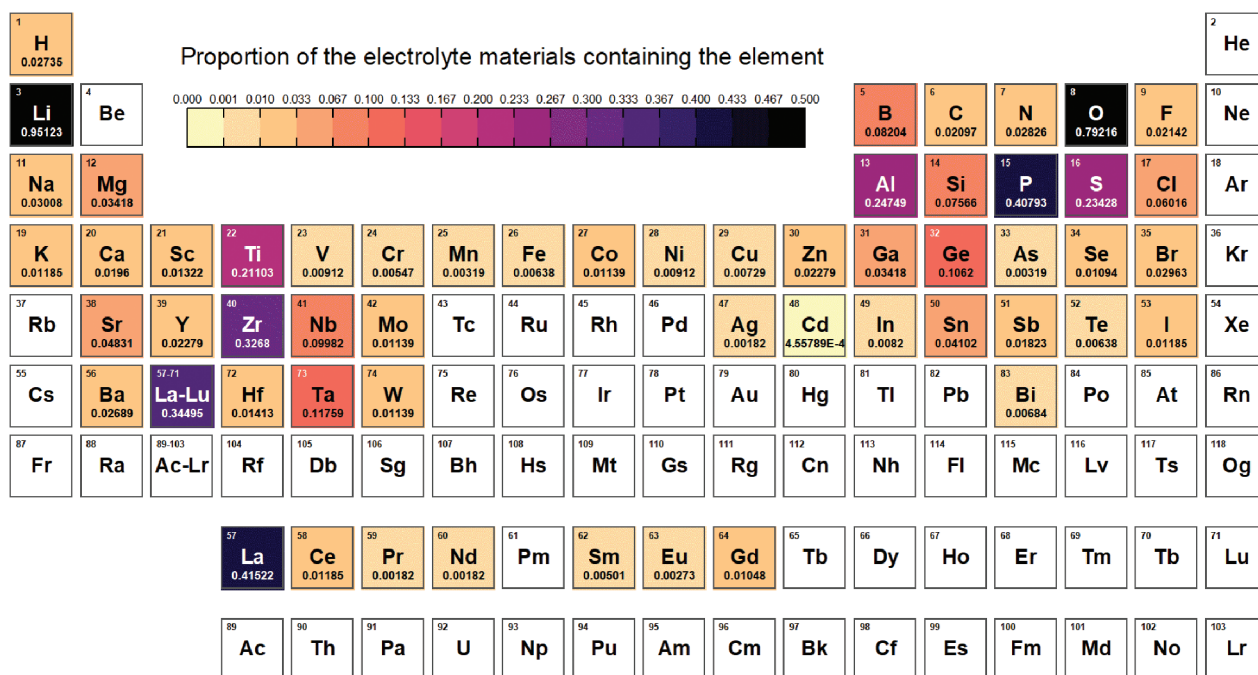 1 2
H He
0.02735
Proportion of the electrolyte materials containing the element
0.000 0.001 0.010 0.033 0.067 0.100 0.133 0.167 0.200 0.233 0.267 0.300 0.333 0.367 0.400 0.433 0.467 0.500
3 4 5 6 7 8 9 10
Li Be B C N O F Ne
0.95123 0.08204 0.02097 0.02826 0.79216 0.02142
11 12 13 14 15 16 17 18
Na Mg Al Si P S Cl Ar
0.03008 0.03418 0.24749 0.07566 0.40793 0.23428 0.06016
19 20 21 22 23 24 25 26 27 28 29 30 31 32 33 34 35 36
K Ca Sc Ti V Cr Mn Fe Co Ni Cu Zn Ga Ge As Se Br Kr
0.01185 0.0196 0.01322 0.21103 0.00912 0.00547 0.00319 0.00638 0.01139 0.00912 0.00729 0.02279 0.03418 0.1062 0.00319 0.01094 0.02963
37 38 39 40 41 42 43 44 45 46 47 48 49 50 51 52 53 54
Rb Sr Y Zr Nb Mo Tc Ru Rh Pd Ag Cd In Sn Sb Te I Xe
0.04831 0.02279 0.3268 0.09982 0.01139 0.00182 4.55789E-4 0.0082 0.04102 0.01823 0.00638 0.01185
55 56 57-71 72 73 74 75 76 77 78 79 80 81 82 83 84 85 86
Cs Ba La-Lu Hf Ta W Re Os Ir Pt Au Hg Tl Pb Bi Po At Rn
0.02689 0.34495 0.01413 0.11759 0.01139 0.00684
87 88 89-103 104 105 106 107 108 109 110 111 112 113 114 115 116 117 118
Fr Ra Ac-Lr Rf Db Sg Bh Hs Mt Gs Rg Cn Nh Fl Mc Lv Ts Og
57 58 59 60 61 62 63 64 65 66 67 68 69 70 71
La Ce Pr Nd Pm Sm Eu Gd Tb Dy Ho Er Tm Tb Lu
0.41522 0.01185 0.00182 0.00182 0.00501 0.00273 0.01048
89 90 91 92 93 94 95 96 97 98 99 100 101 102 103
Ac Th Pa U Np Pu Am Cm Bk Cf Es Fm Md No Lr